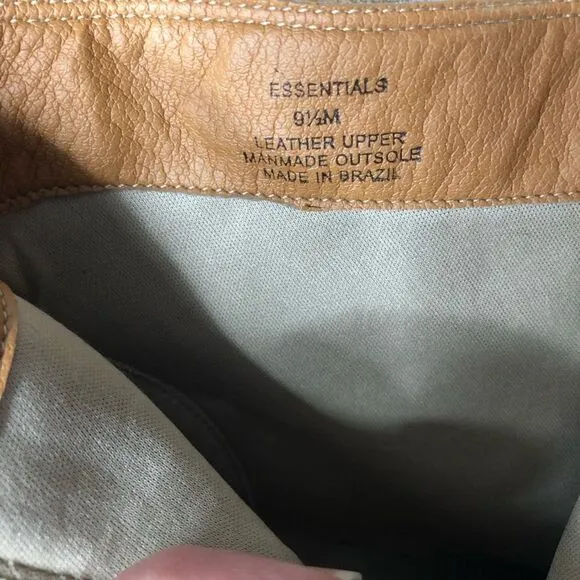 ESSENTIALS
9½M
LEATHER UPPER
MANMADE OUTSOLE
MADE IN BRAZIL